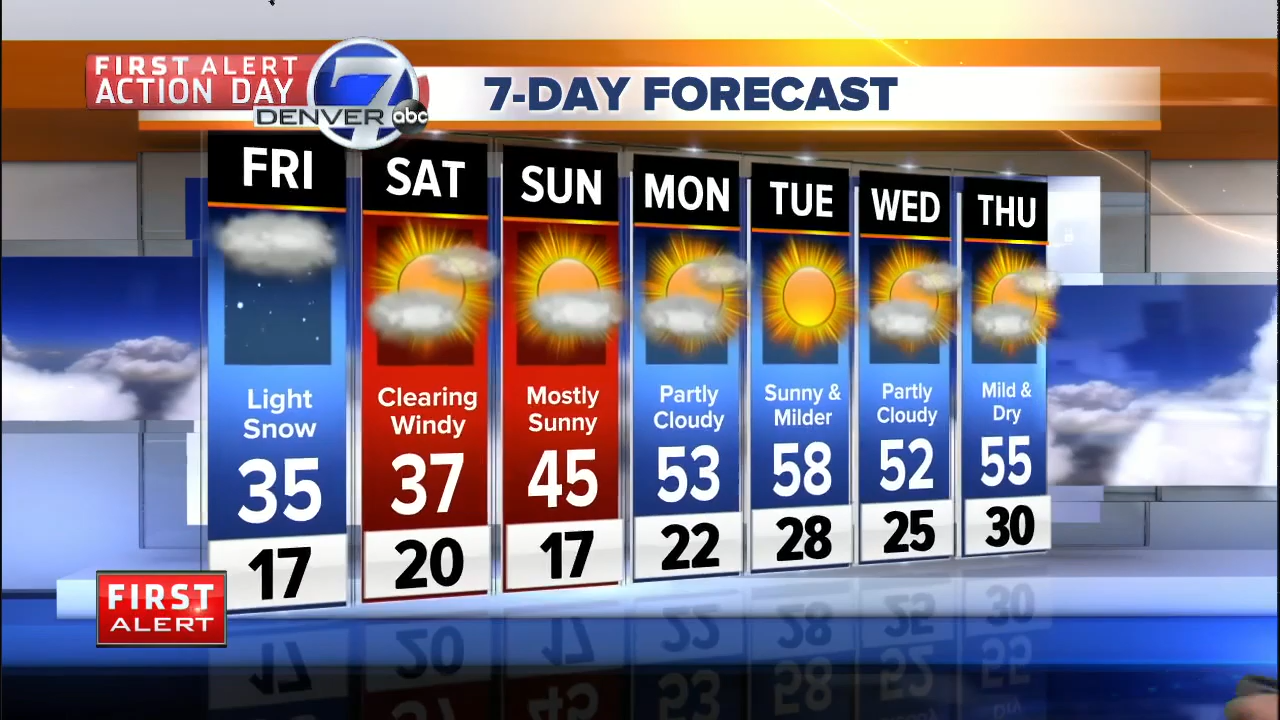 FIRST ALERT
ACTION DAY
7
DENVER
abc
7-DAY FORECAST
FRI
Light
Snow
35
17
SAT
Clearing
Windy
37
20
SUN
Mostly
Sunny
45
17
MON
Partly
Cloudy
53
22
TUE
Sunny &
Milder
58
28
WED
Partly
Cloudy
52
25
THU
Mild &
Dry
55
30
FIRST
ALERT